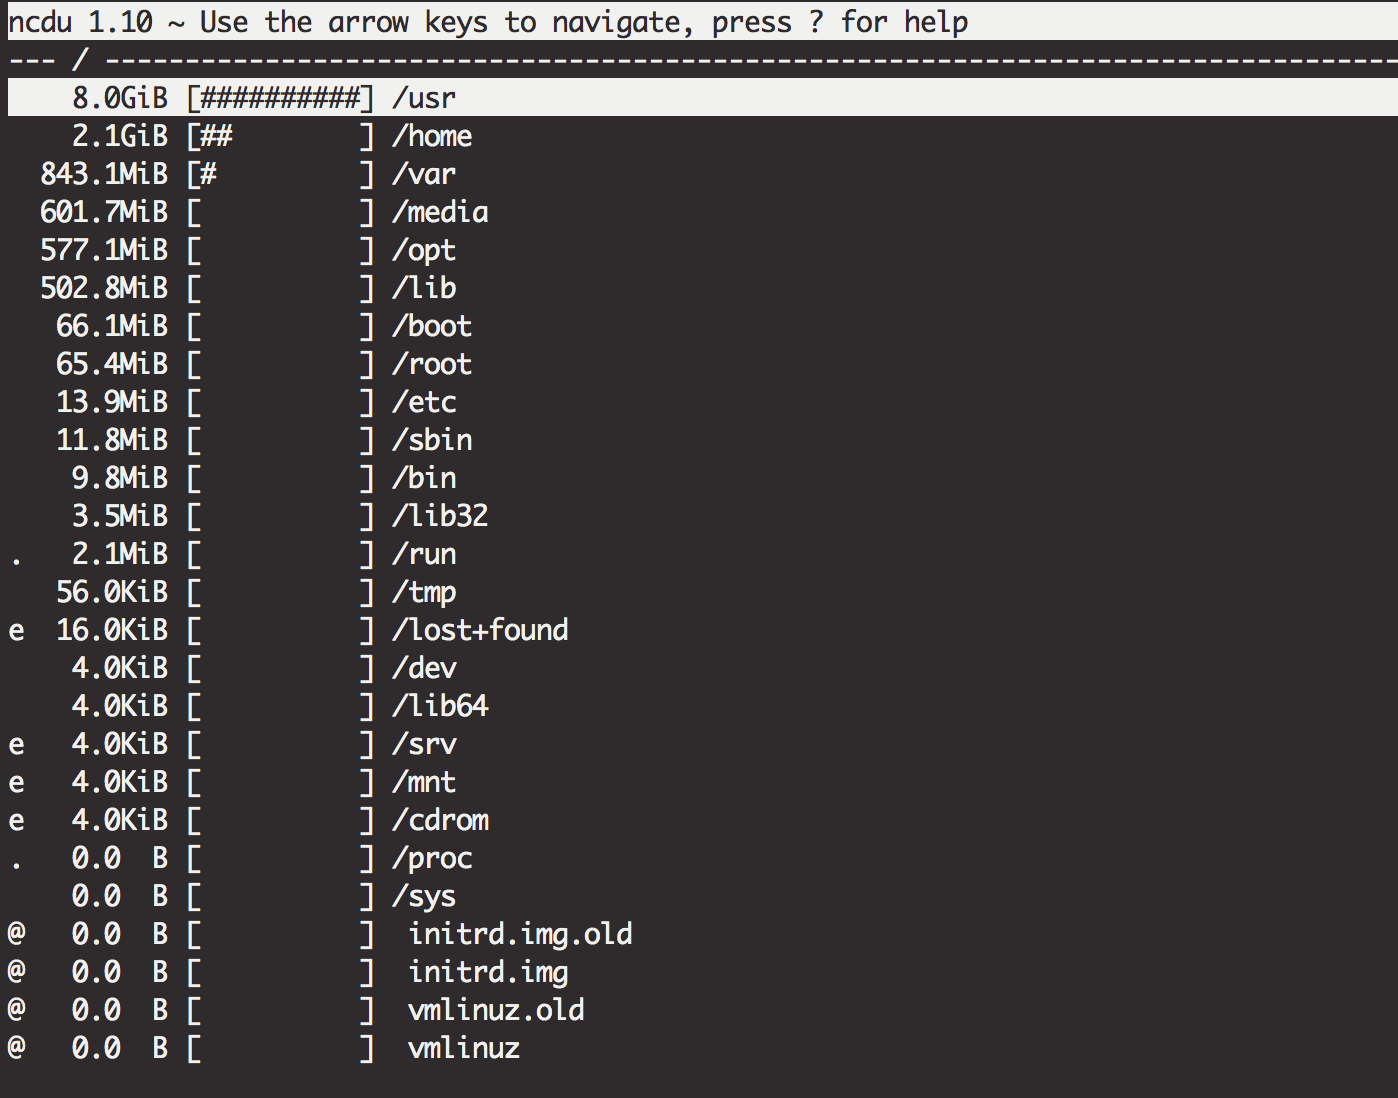 ncdu 1.10 ~ Use the arrow keys to navigate, press ? for help
--- / ---------------------------------------------------------------------------------
    8.0GiB [##########] /usr
    2.1GiB [##        ] /home
  843.1MiB [#         ] /var
  601.7MiB [          ] /media
  577.1MiB [          ] /opt
  502.8MiB [          ] /lib
   66.1MiB [          ] /boot
   65.4MiB [          ] /root
   13.9MiB [          ] /etc
   11.8MiB [          ] /sbin
    9.8MiB [          ] /bin
    3.5MiB [          ] /lib32
.   2.1MiB [          ] /run
   56.0KiB [          ] /tmp
e  16.0KiB [          ] /lost+found
    4.0KiB [          ] /dev
    4.0KiB [          ] /lib64
e   4.0KiB [          ] /srv
e   4.0KiB [          ] /mnt
e   4.0KiB [          ] /cdrom
.   0.0  B [          ] /proc
    0.0  B [          ] /sys
@   0.0  B [          ]  initrd.img.old
@   0.0  B [          ]  initrd.img
@   0.0  B [          ]  vmlinuz.old
@   0.0  B [          ]  vmlinuz